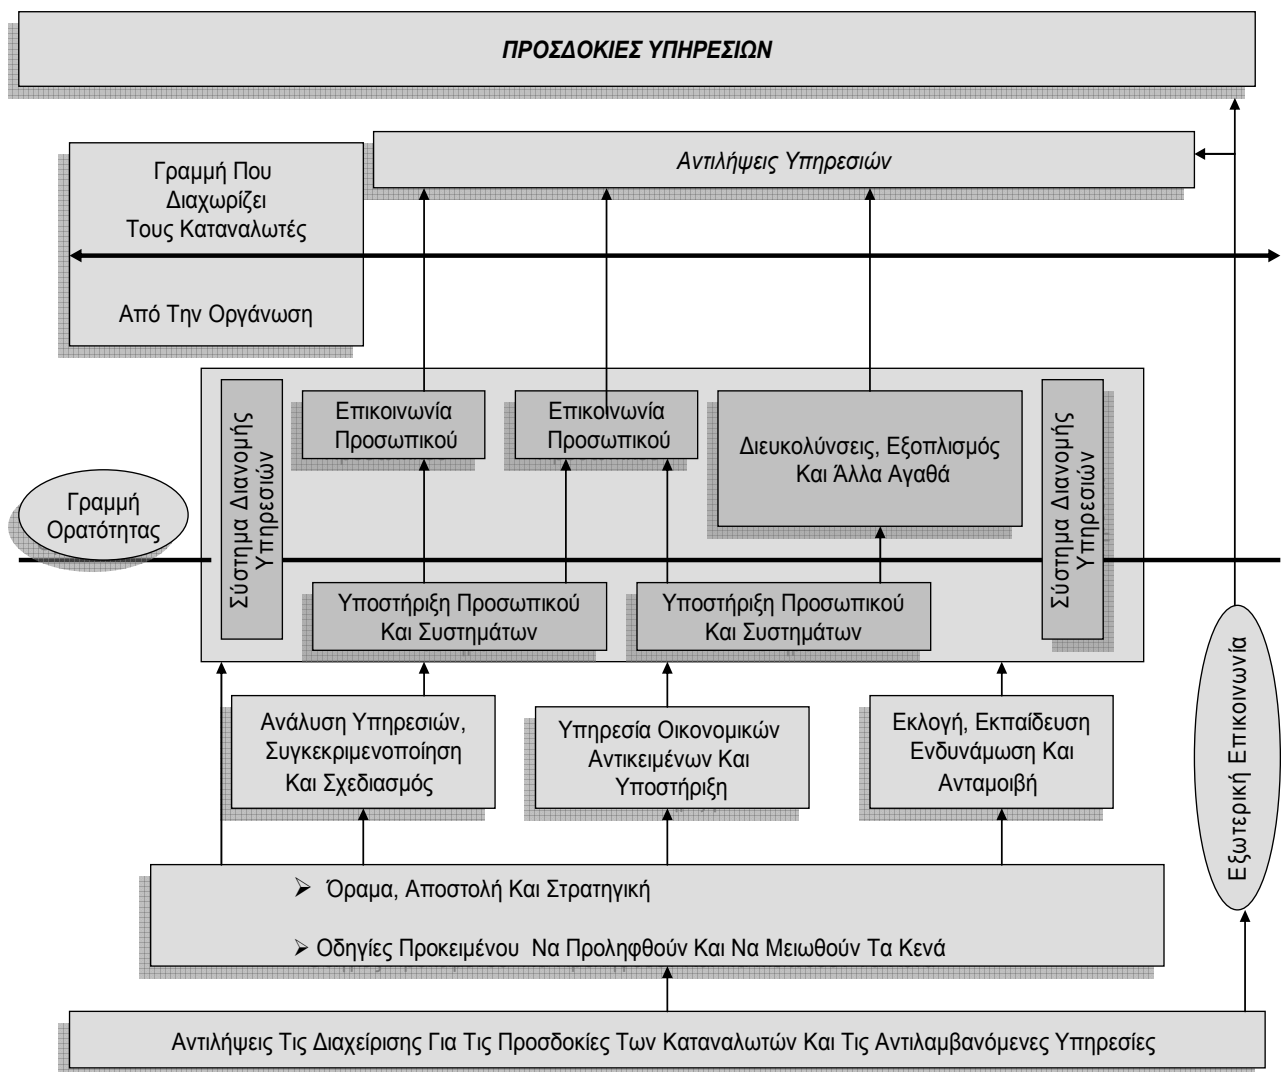 ΠΡΟΣΔΟΚΙΕΣ ΥΠΗΡΕΣΙΩΝ
Αντιλήψεις Υπηρεσιών
Γραμμή Που
Διαχωρίζει
Τους Καταναλωτές
Από Την Οργάνωση
Σύστημα Διανομής
Υπηρεσιών
Επικοινωνία
Προσωπικού
Επικοινωνία
Προσωπικού
Διευκολύνσεις, Εξοπλισμός
Και Άλλα Αγαθά
Σύστημα Διανομής
Υπηρεσιών
Γραμμή
Ορατότητας
Υποστήριξη Προσωπικού
Και Συστημάτων
Υποστήριξη Προσωπικού
Και Συστημάτων
Ανάλυση Υπηρεσιών,
Συγκεκριμενοποίηση
Και Σχεδιασμός
Υπηρεσία Οικονομικών
Αντικειμένων Και
Υποστήριξη
Εκλογή, Εκπαίδευση
Ενδυνάμωση Και
Ανταμοιβή
Εξωτερική Επικοινωνία
➢ Όραμα, Αποστολή Και Στρατηγική
➢ Οδηγίες Προκειμένου Να Προληφθούν Και Να Μειωθούν Τα Κενά
Αντιλήψεις Τις Διαχείρισης Για Τις Προσδοκίες Των Καταναλωτών Και Τις Αντιλαμβανόμενες Υπηρεσίες